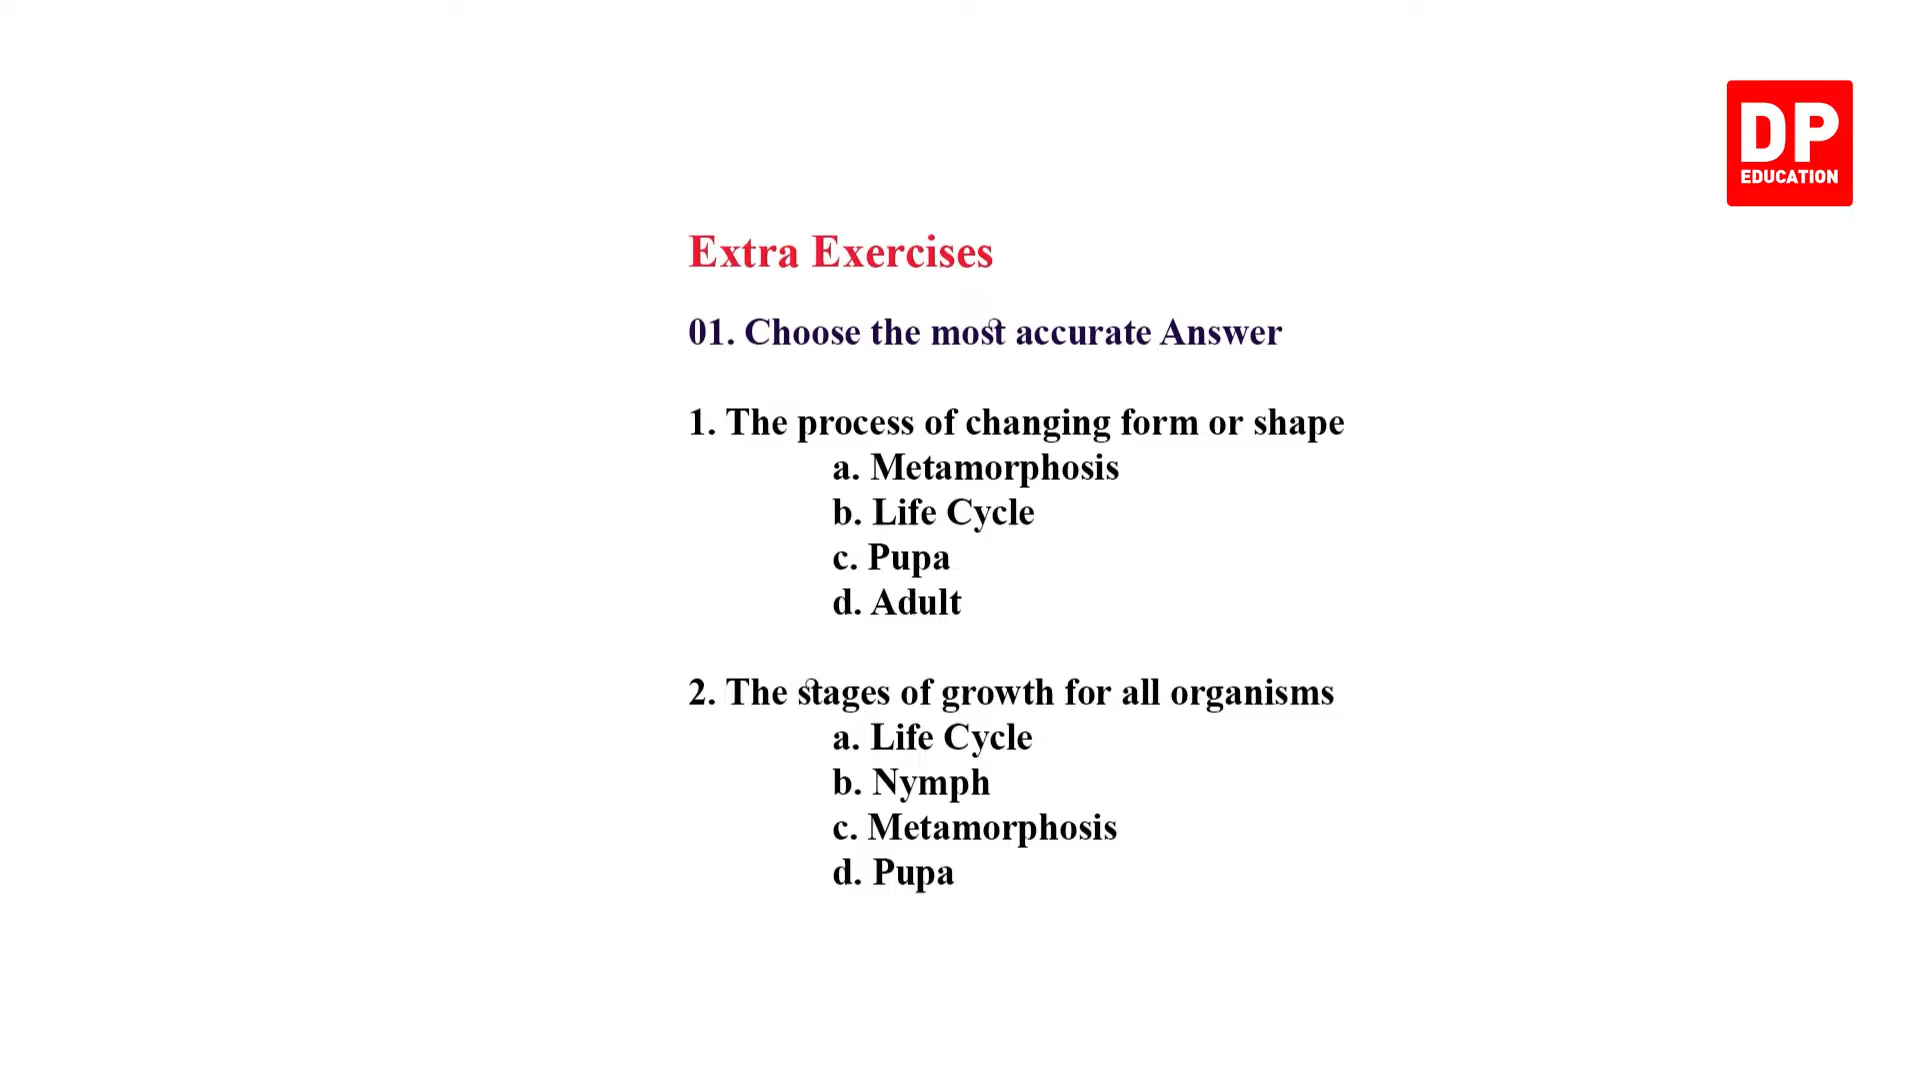 DP
EDUCATION
Extra Exercises
01. Choose the most accurate Answer
1. The process of changing form or shape
a. Metamorphosis
b. Life Cycle
c. Pupa
d. Adult
2. The stages of growth for all organisms
a. Life Cycle
b. Nymph
c. Metamorphosis
d. Pupa